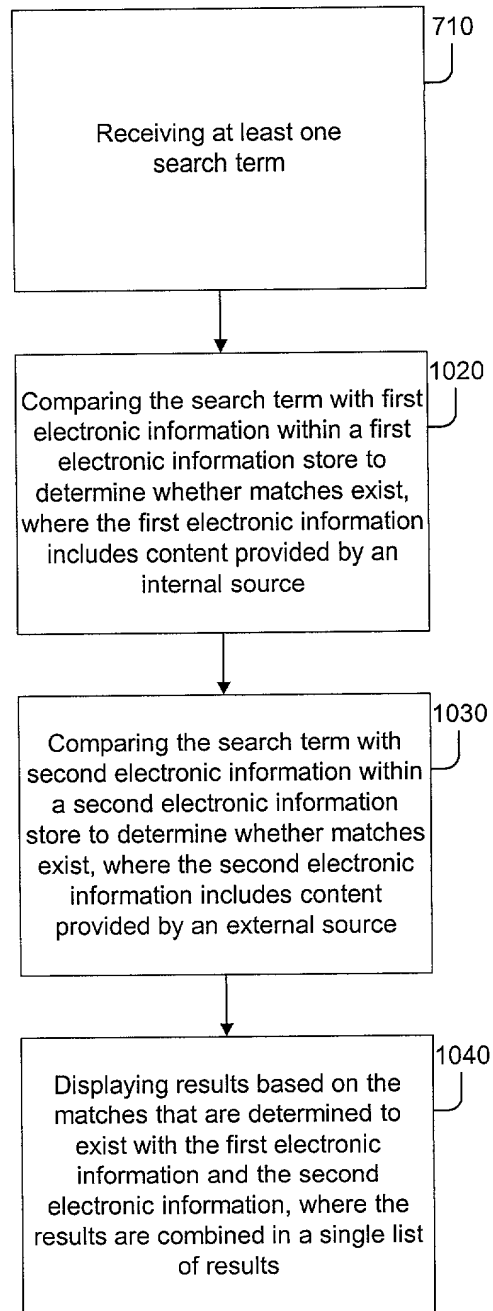 710
Receiving at least one
search term
1020
Comparing the search term with first
electronic information within a first
electronic information store to
determine whether matches exist,
where the first electronic information
includes content provided by an
internal source
1030
Comparing the search term with
second electronic information within
a second electronic information
store to determine whether matches
exist, where the second electronic
information includes content
provided by an external source
1040
Displaying results based on the
matches that are determined to
exist with the first electronic
information and the second
electronic information, where the
results are combined in a single list
of results